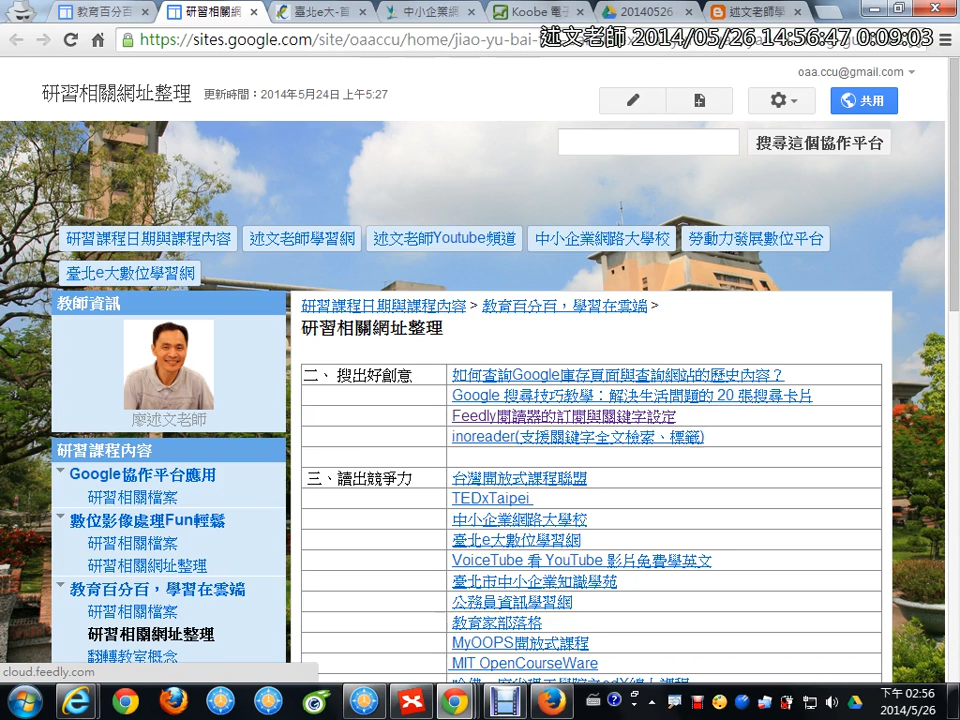 教育百分百
研習相關網
臺北e大-首
中小企業網
Koobe 電子
20140526
述文老師學
https://sites.google.com/site/oaaccu/home/jiao-yu-bai-
述文老師 2014/05/26 14:56:47 0:09:03
oaa.ccu@gmail.com
研習相關網址整理 更新時間：2014年5月24日 上午5:27
共用
搜尋這個協作平台
研習課程日期與課程內容 述文老師學習網 述文老師Youtube頻道 中小企業網路大學校 勞動力發展數位平台
臺北e大數位學習網
教師資訊
廖述文老師
研習課程內容
Google協作平台應用
研習相關檔案
數位影像處理Fun輕鬆
研習相關檔案
研習相關網址整理
教育百分百，學習在雲端
研習相關檔案
研習相關網址整理
翻轉教室概念
研習課程日期與課程內容 > 教育百分百，學習在雲端 >
研習相關網址整理
二、 搜出好創意 如何查詢Google庫存頁面與查詢網站的歷史內容？
Google 搜尋技巧教學：解決生活問題的 20 張搜尋卡片
Feedly閱讀器的訂閱與關鍵字設定
inoreader(支援關鍵字全文檢索、標籤)
三、讀出競爭力 台灣開放式課程聯盟
TEDxTaipei
中小企業網路大學校
臺北e大數位學習網
VoiceTube 看 YouTube 影片免費學英文
臺北市中小企業知識學苑
公務員資訊學習網
教育家部落格
MyOOPS開放式課程
MIT OpenCourseWare
cloud.feedly.com
下午 02:56
2014/5/26